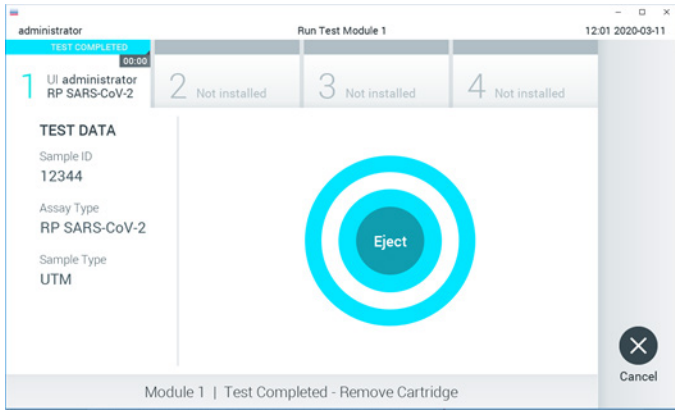 administrator
Run Test Module 1
12:01 2020-03-11
TEST COMPLETED
00:00
1
UI administrator
RP SARS-CoV-2
2 Not installed
3 Not installed
4 Not installed
TEST DATA
Sample ID
12344
Assay Type
RP SARS-CoV-2
Sample Type
UTM
Eject
Cancel
Module 1 | Test Completed - Remove Cartridge